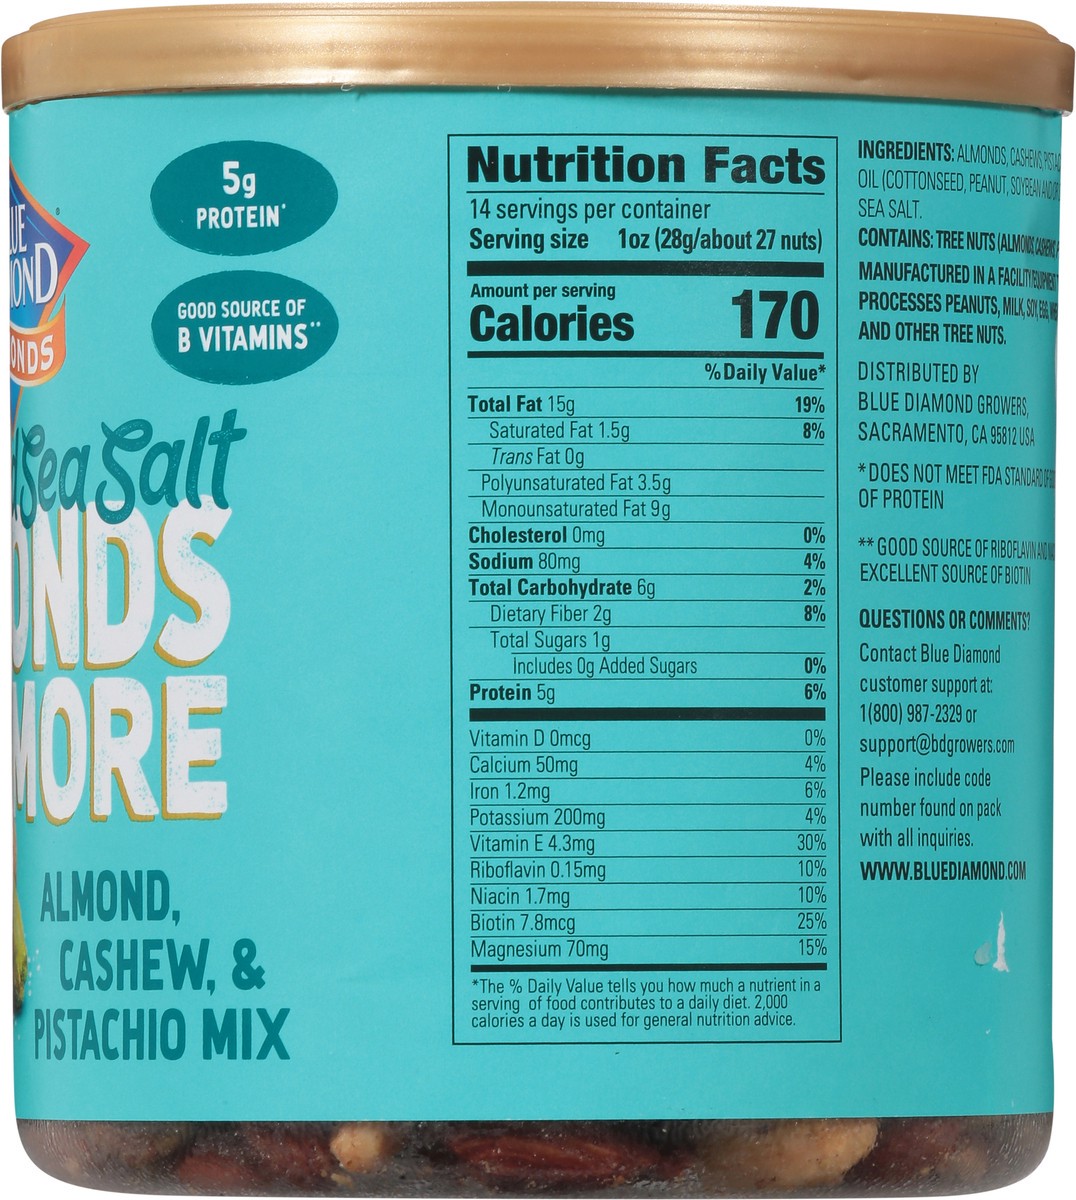 UE
OND
®
ONDS
5g
PROTEIN*
GOOD SOURCE OF
B VITAMINS**
Sea Salt
ONDS
MORE
ALMOND,
CASHEW, &
PISTACHIO MIX
Nutrition Facts
14 servings per container
Serving size 1oz (28g/about 27 nuts)
Amount per serving
Calories 170
% Daily Value*
Total Fat 15g 19%
Saturated Fat 1.5g 8%
Trans Fat 0g
Polyunsaturated Fat 3.5g
Monounsaturated Fat 9g
Cholesterol 0mg 0%
Sodium 80mg 4%
Total Carbohydrate 6g 2%
Dietary Fiber 2g 8%
Total Sugars 1g
Includes 0g Added Sugars 0%
Protein 5g 6%
Vitamin D 0mcg 0%
Calcium 50mg 4%
Iron 1.2mg 6%
Potassium 200mg 4%
Vitamin E 4.3mg 30%
Riboflavin 0.15mg 10%
Niacin 1.7mg 10%
Biotin 7.8mcg 25%
Magnesium 70mg 15%
*The % Daily Value tells you how much a nutrient in a
serving of food contributes to a daily diet. 2,000
calories a day is used for general nutrition advice.
INGREDIENTS: ALMONDS, CASHEWS,
OIL (COTTONSEED, PEANUT, SOYBEAN AND/OR
SEA SALT.
CONTAINS: TREE NUTS (ALMONDS, CASHEWS,
MANUFACTURED IN A FACILITY/EQUIPMENT
PROCESSES PEANUTS, MILK, SOY, EGG,
AND OTHER TREE NUTS.
DISTRIBUTED BY
BLUE DIAMOND GROWERS,
SACRAMENTO, CA 95812 USA
* DOES NOT MEET FDA STANDARD OF
OF PROTEIN
** GOOD SOURCE OF RIBOFLAVIN AND
EXCELLENT SOURCE OF BIOTIN
QUESTIONS OR COMMENTS?
Contact Blue Diamond
customer support at:
1(800) 987-2329 or
support@bdgrowers.com
Please include code
number found on pack
with all inquiries.
WWW.BLUEDIAMOND.COM